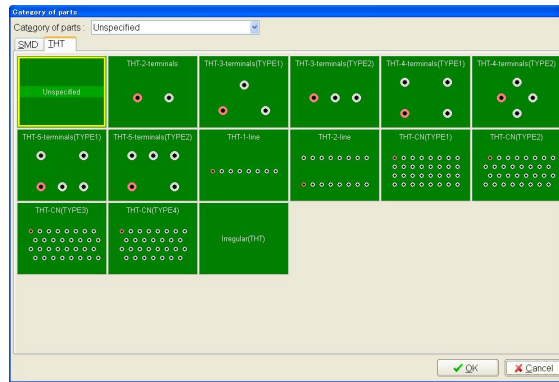 Category of parts
Category of parts : Unspecified
SMD THT
Unspecified
THT-2-terminals
THT-3-terminals(TYPE1)
THT-3-terminals(TYPE2)
THT-4-terminals(TYPE1)
THT-4-terminals(TYPE2)
THT-5-terminals(TYPE1)
THT-5-terminals(TYPE2)
THT-1-line
THT-2-line
THT-CN(TYPE1)
THT-CN(TYPE2)
THT-CN(TYPE3)
THT-CN(TYPE4)
Irregular(THT)
OK Cancel